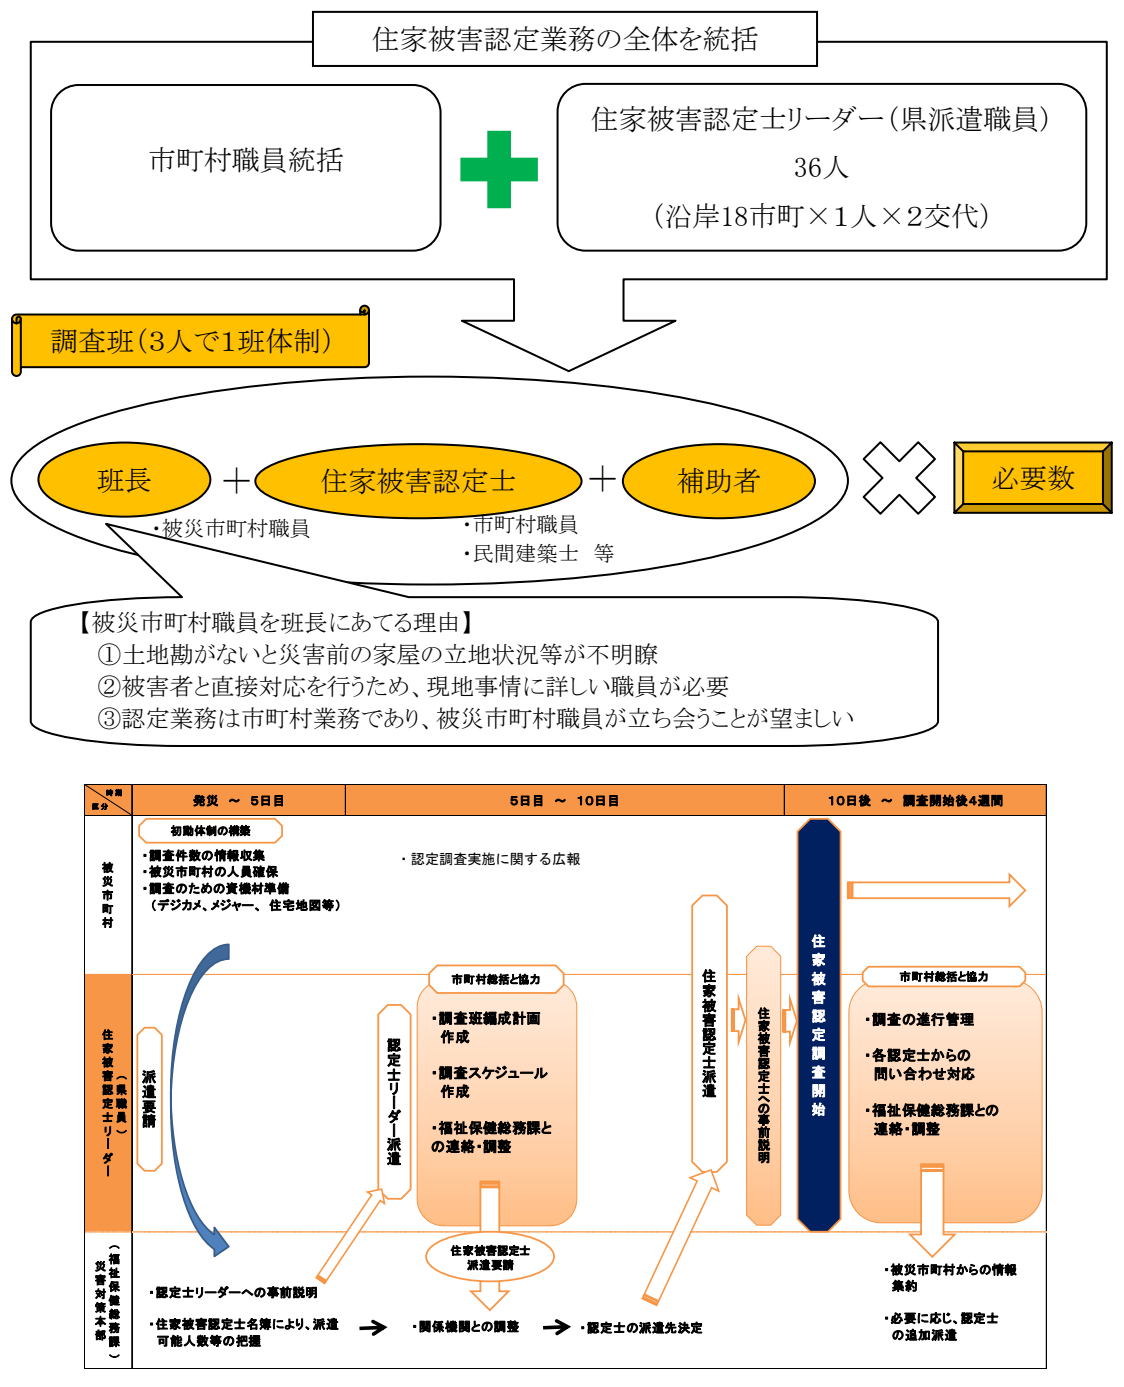 住家被害認定業務の全体を統括
市町村職員統括
住家被害認定士リーダー（県派遣職員）
36人
（沿岸18市町×１人×２交代）
調査班（３人で１班体制）
班長
＋
住家被害認定士
＋
補助者
必要数
・被災市町村職員
・市町村職員
・民間建築士　等
【被災市町村職員を班長にあてる理由】
①土地勘がないと災害前の家屋の立地状況等が不明瞭
②被害者と直接対応を行うため、現地事情に詳しい職員が必要
③認定業務は市町村業務であり、被災市町村職員が立ち会うことが望ましい
時期
区分
発災　～　5日目
5日目　～　10日目
10日後　～　調査開始後4週間
被災市町村
初動体制の構築
・調査件数の情報収集
・被災市町村の人員確保
・調査のための資機材準備
（デジカメ、メジャー、住宅地図等）
・認定調査実施に関する広報
住家被害認定士リーダー
（県職員）
派遣要請
認定士リーダー派遣
市町村総括と協力
・調査班編成計画
作成
・調査スケジュール
作成
・福祉保健総務課と
の連絡・調整
住家被害認定士派遣
住家被害認定士への事前説明
住家被害認定調査開始
市町村総括と協力
・調査の進行管理
・各認定士からの
問い合わせ対応
・福祉保健総務課との
連絡・調整
災害対策本部
（福祉保健総務課）
・認定士リーダーへの事前説明
・住家被害認定士名簿により、派遣
可能人数等の把握
住家被害認定士
派遣要請
・関係機関との調整
・認定士の派遣先決定
・被災市町村からの情報
集約
・必要に応じ、認定士
の追加派遣